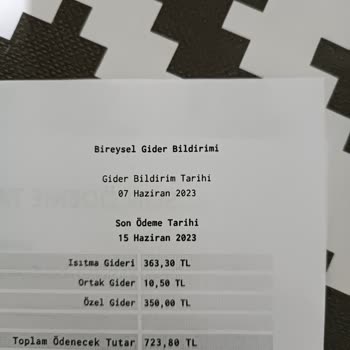 Bireysel Gider Bildirimi
Gider Bildirim Tarihi
07 Haziran 2023
Son Ödeme Tarihi
15 Haziran 2023
Isıtma Gideri 363,30 TL
Ortak Gider 10,50 TL
Özel Gider 350,00 TL
Toplam Ödenecek Tutar 723,80 TL